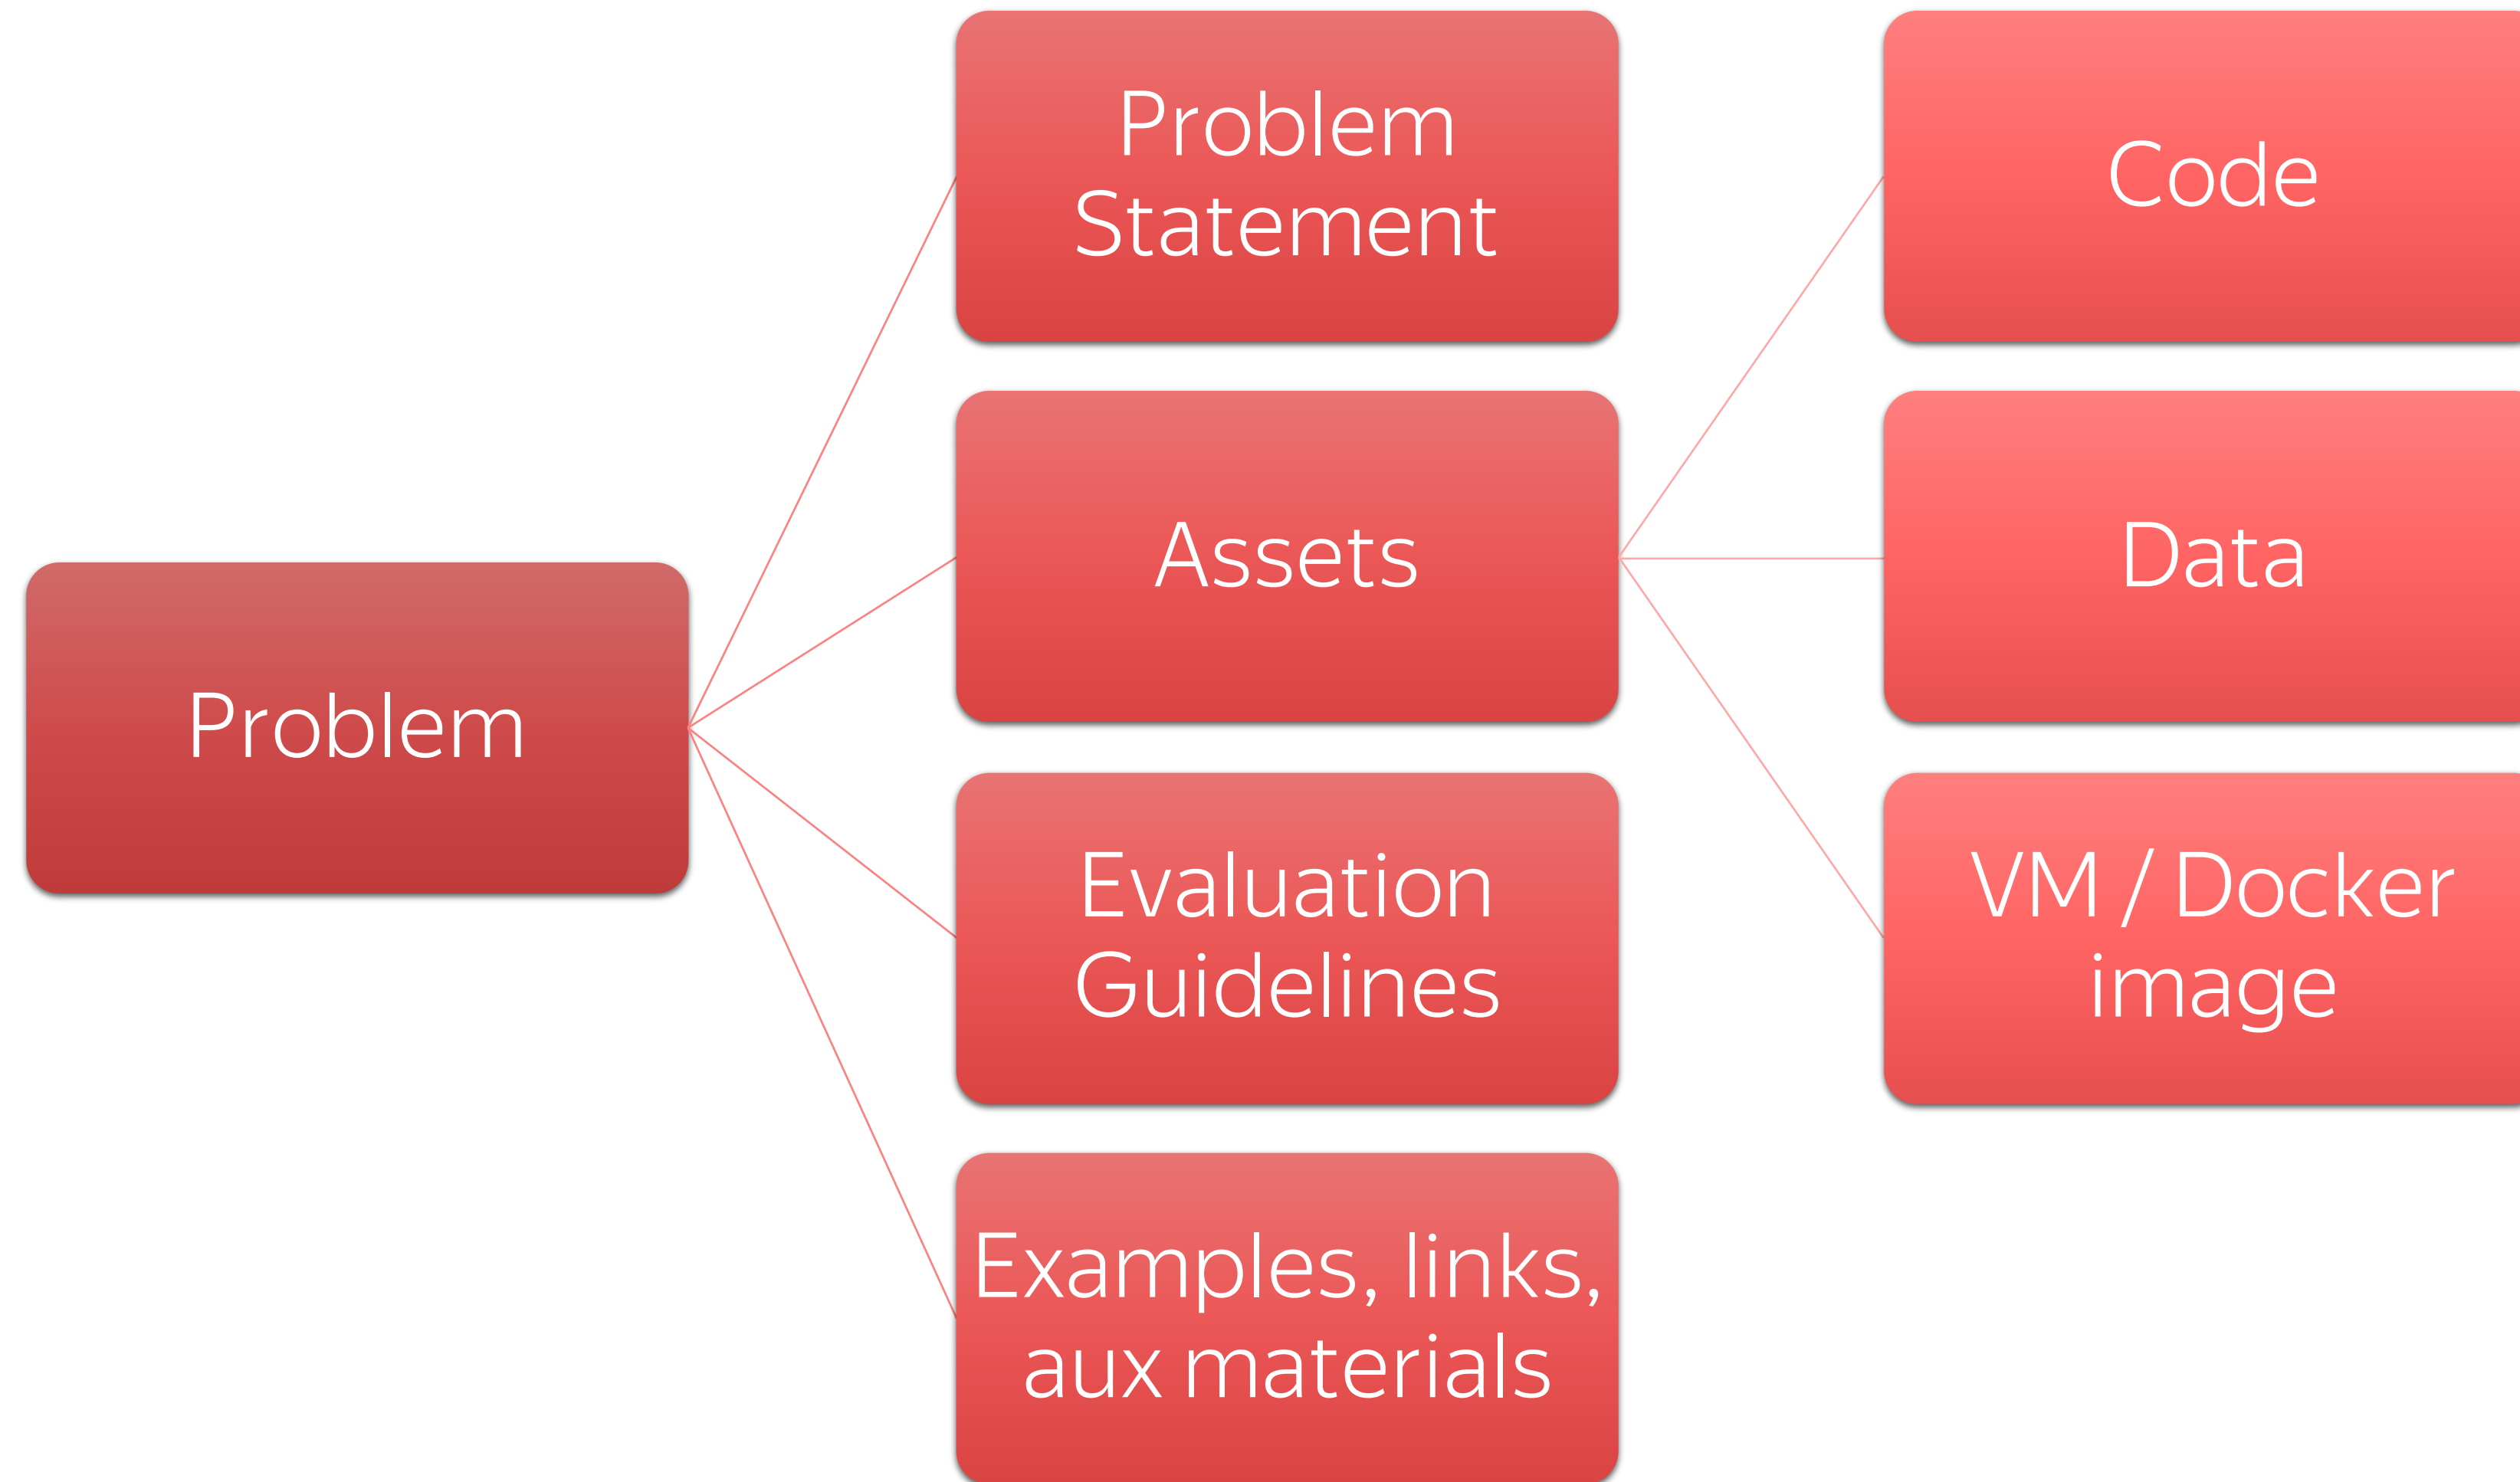 Problem
Problem
Statement
Assets
Evaluation
Guidelines
Examples, links,
aux materials
Code
Data
VM / Docker
image